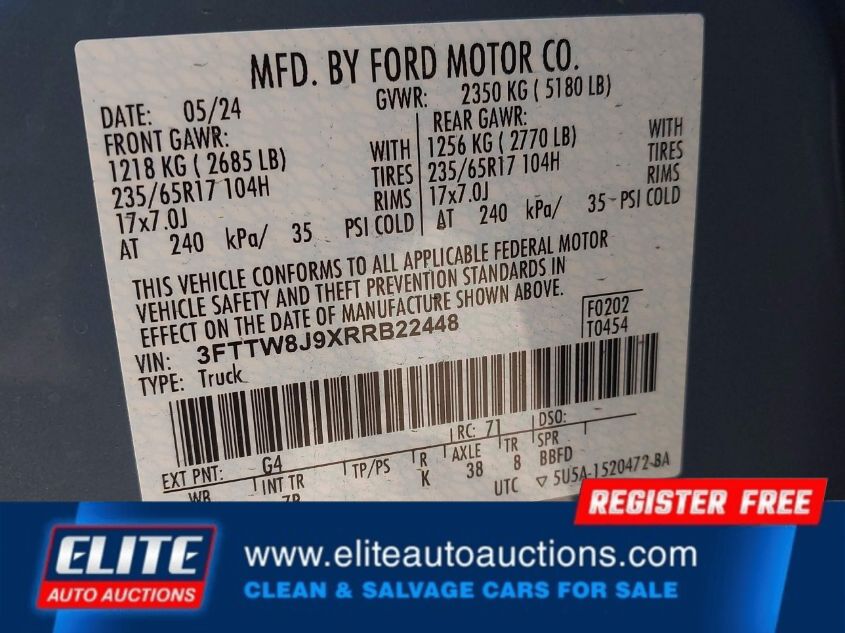 MFD. BY FORD MOTOR CO.
DATE: 05/24
GVWR: 2350 KG ( 5180 LB)
FRONT GAWR:
1218 KG ( 2685 LB)
235/65R17 104H
17x7.0J
AT 240 kPa/ 35 PSI COLD
WITH
TIRES
RIMS
REAR GAWR:
1256 KG ( 2770 LB)
235/65R17 104H
17x7.0J
AT 240 kPa/ 35 PSI COLD
WITH
TIRES
RIMS
THIS VEHICLE CONFORMS TO ALL APPLICABLE FEDERAL MOTOR
VEHICLE SAFETY AND THEFT PREVENTION STANDARDS IN
EFFECT ON THE DATE OF MANUFACTURE SHOWN ABOVE.
F0202
T0454
VIN: 3FTTW8J9XRRB22448
TYPE: Truck
EXT PNT: G4
RC: 71
DSO:
WB
INT TR
TP/PS
R
AXLE
TR
SPR
K
38
8
BBFD
UTC ▽ 5U5A-1520472-BA
REGISTER FREE
ELITE
AUTO AUCTIONS
www.eliteautoauctions.com
CLEAN & SALVAGE CARS FOR SALE